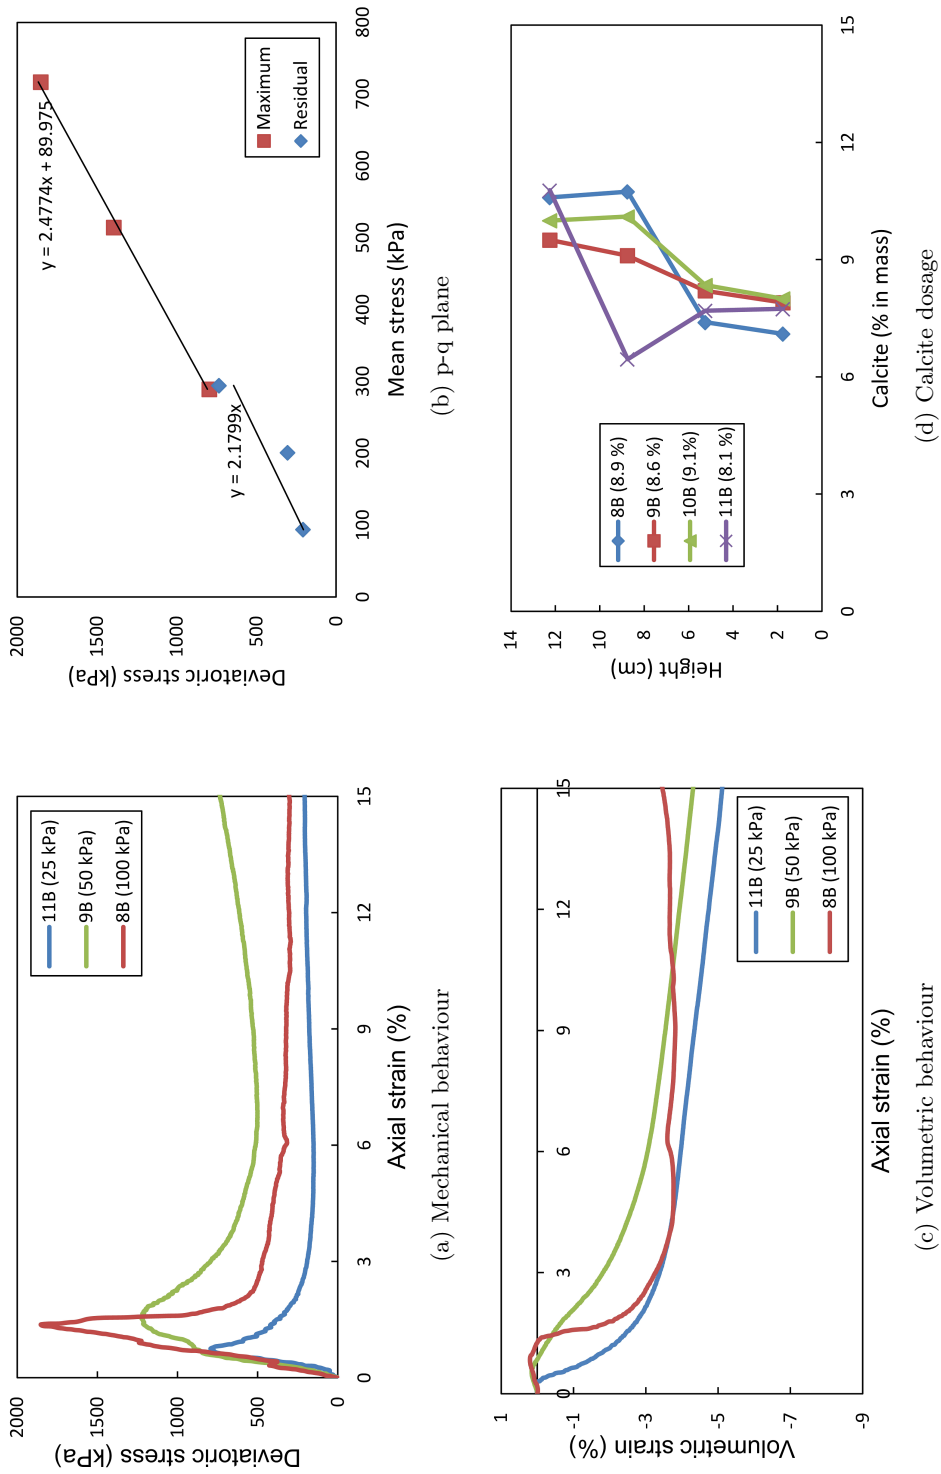 2000
1500
1000
500
0
Deviatoric stress (kPa)
0
3
6
9
12
15
Axial strain (%)
11B (25 kPa)
9B (50 kPa)
8B (100 kPa)
(a) Mechanical behaviour
2000
1500
1000
500
0
Deviatoric stress (kPa)
0
100
200
300
400
500
600
700
800
Mean stress (kPa)
y = 2.4774x + 89.975
y = 2.1799x
Maximum
Residual
(b) p-q plane
1
-1
-3
-5
-7
-9
Volumetric strain (%)
0
3
6
9
12
15
Axial strain (%)
11B (25 kPa)
9B (50 kPa)
8B (100 kPa)
(c) Volumetric behaviour
14
12
10
8
6
4
2
0
Height (cm)
0
3
6
9
12
15
Calcite (% in mass)
8B (8.9 %)
9B (8.6 %)
10B (9.1%)
11B (8.1 %)
(d) Calcite dosage